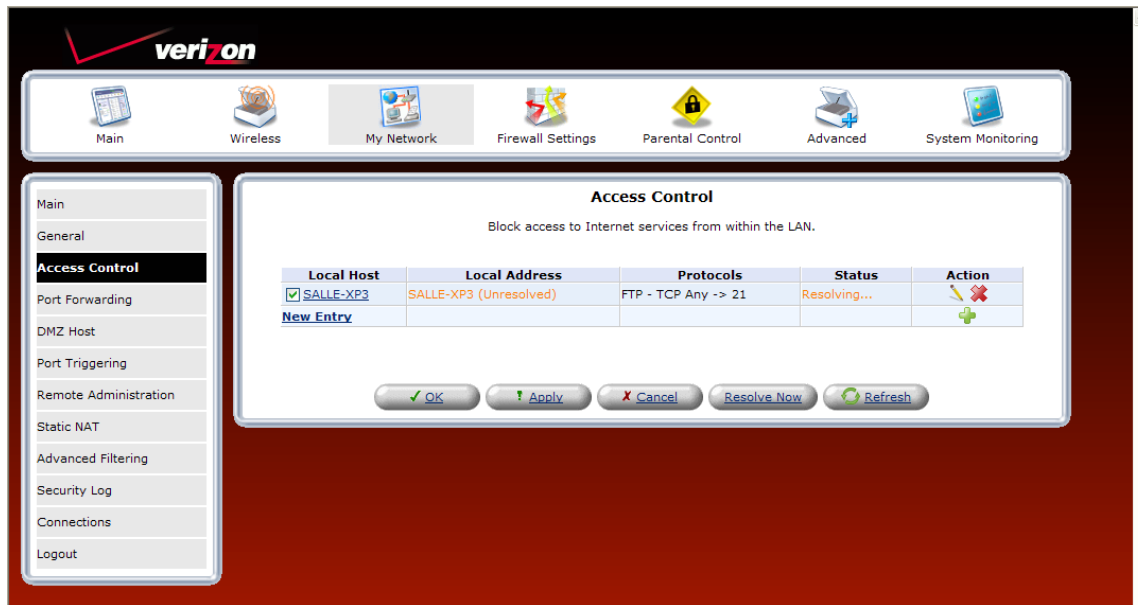 verizon
Main Wireless My Network Firewall Settings Parental Control Advanced System Monitoring
Main
General
Access Control
Port Forwarding
DMZ Host
Port Triggering
Remote Administration
Static NAT
Advanced Filtering
Security Log
Connections
Logout
Access Control
Block access to Internet services from within the LAN.
Local Host Local Address Protocols Status Action
SALLE-XP3 SALLE-XP3 (Unresolved) FTP - TCP Any -> 21 Resolving...
New Entry
OK Apply Cancel Resolve Now Refresh